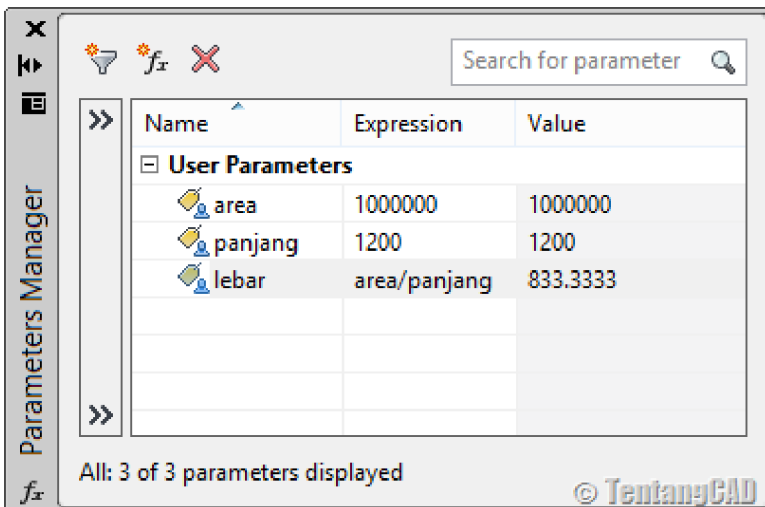 Search for parameter
Name Expression Value
User Parameters
area 1000000 1000000
panjang 1200 1200
lebar area/panjang 833.3333
All: 3 of 3 parameters displayed
Parameters Manager
fx
© TentangCAD